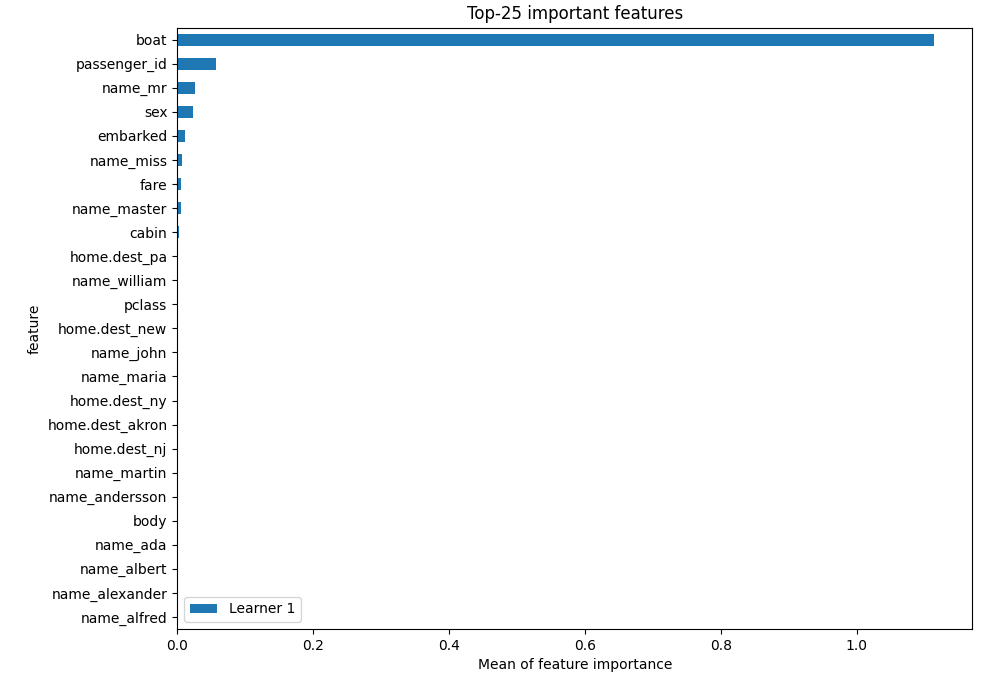 Top-25 important features
boat
passenger_id
name_mr
sex
embarked
name_miss
fare
name_master
cabin
home.dest_pa
name_william
pclass
home.dest_new
name_john
name_maria
home.dest_ny
home.dest_akron
home.dest_nj
name_martin
name_andersson
body
name_ada
name_albert
name_alexander
name_alfred
feature
Learner 1
0.0 0.2 0.4 0.6 0.8 1.0
Mean of feature importance